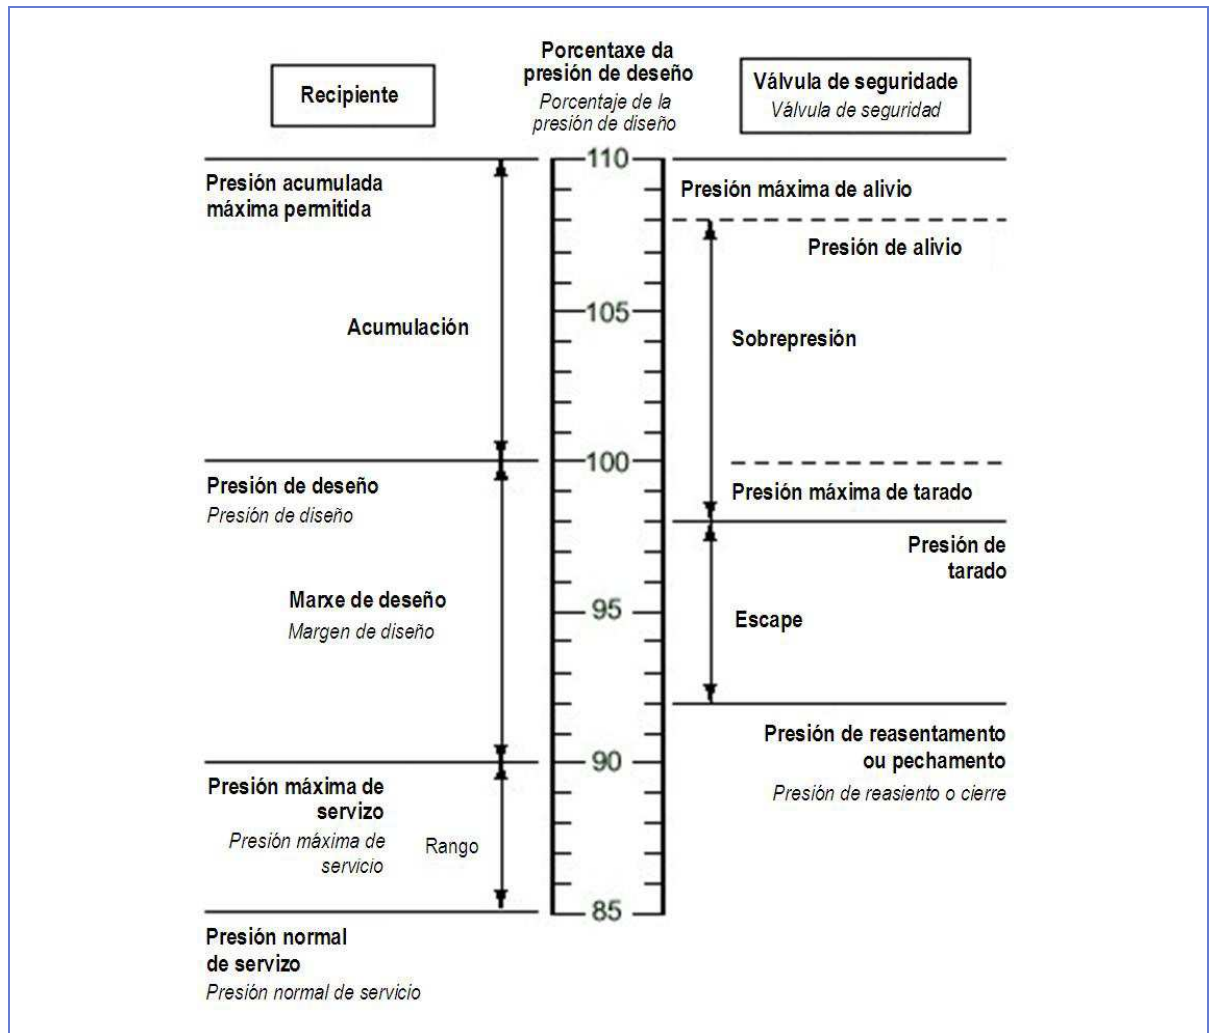 Recipiente
Porcentaxe da
presión de deseño
Porcentaje de la
presión de diseño
Válvula de seguridade
Válvula de seguridad
110
Presión acumulada
máxima permitida
Presión máxima de alivio
Presión de alivio
105
Acumulación
Sobrepresión
100
Presión de deseño
Presión de diseño
Presión máxima de tarado
Presión de
tarado
Marxe de deseño
Margen de diseño
95
Escape
Presión de reasentamento
ou pechamento
Presión de reasiento o cierre
90
Presión máxima de
servizo
Presión máxima de
servicio
Rango
85
Presión normal
de servizo
Presión normal de servicio